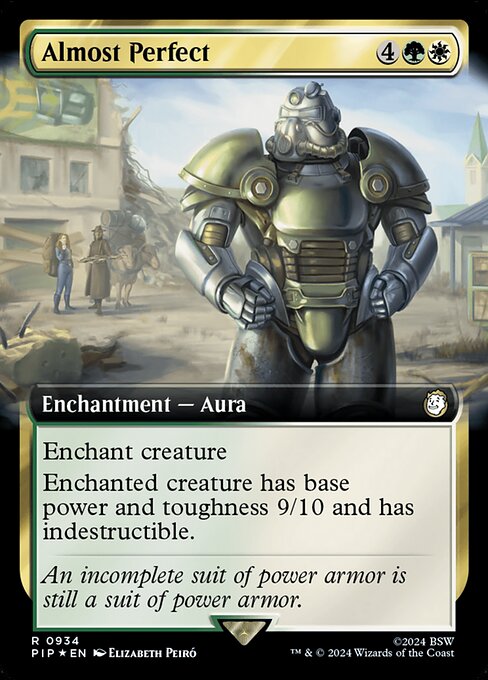 Almost Perfect 4
Enchantment — Aura
Enchant creature
Enchanted creature has base
power and toughness 9/10 and has
indestructible.
An incomplete suit of power armor is
still a suit of power armor.
R 0934
PIP ★ EN Elizabeth Peiró
©2024 BSW
™ & © 2024 Wizards of the Coast